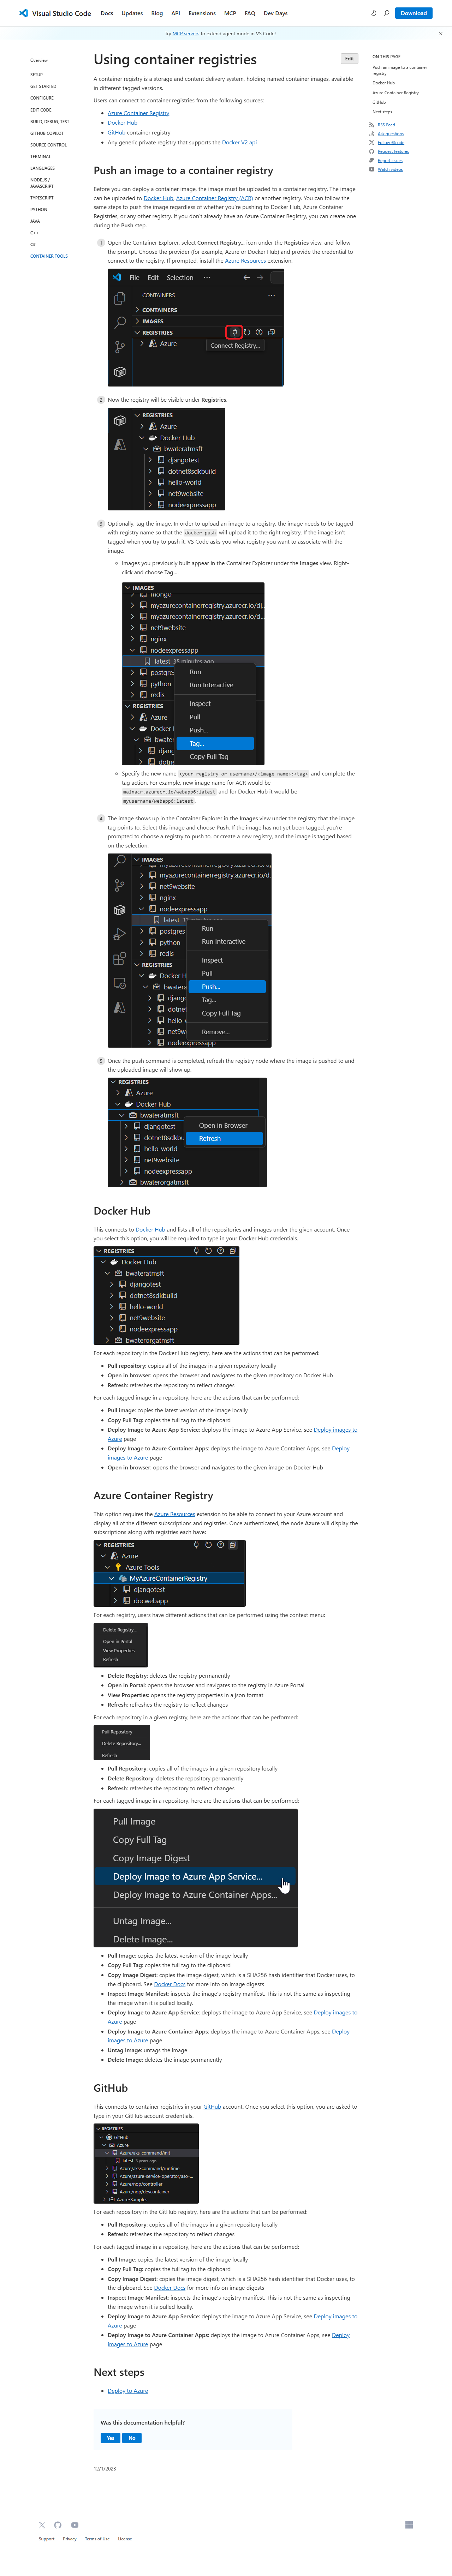 Visual Studio Code Docs Updates Blog API Extensions MCP FAQ Dev Days Download
Try MCP servers to extend agent mode in VS Code!
Overview
SETUP
GET STARTED
CONFIGURE
EDIT CODE
BUILD, DEBUG, TEST
GITHUB COPILOT
SOURCE CONTROL
TERMINAL
LANGUAGES
NODE.JS /
JAVASCRIPT
TYPESCRIPT
PYTHON
JAVA
C++
C#
CONTAINER TOOLS
Using container registries
Edit
A container registry is a storage and content delivery system, holding named container images, available
in different tagged versions.
Users can connect to container registries from the following sources:
Azure Container Registry
Docker Hub
GitHub container registry
Any generic private registry that supports the Docker V2 api
Push an image to a container registry
Before you can deploy a container image, the image must be uploaded to a container registry. The image can
be uploaded to Docker Hub, Azure Container Registry (ACR) or another registry. You can follow the
same steps to push the image regardless of whether you're pushing to Docker Hub, Azure Container
Registries, or any other registry. If you don't already have an Azure Container Registry, you can create one
during the Push step.
1 Open the Container Explorer, select Connect Registry... icon under the Registries view, and follow
the prompt. Choose the provider (for example, Azure or Docker Hub) and provide the credential to
connect to the registry. If prompted, install the Azure Resources extension.
File Edit Selection ...
CONTAINERS
CONTAINERS
IMAGES
REGISTRIES
Azure
Connect Registry...
2 Now the registry will be visible under Registries.
REGISTRIES
Azure
Docker Hub
bwateratmsft
djangotest
dotnet8sdkbuild
hello-world
net9website
nodeexpressapp
3 Optionally, tag the image. In order to upload an image to a registry, the image needs to be tagged
with registry name so that the docker push will upload it to the right registry. If the image isn't
tagged when you try to push it, VS Code asks you what registry you want to associate with the
image.
Images you previously built appear in the Container Explorer under the Images view. Right-
click and choose Tag....
IMAGES
mongo
myazurecontainerregistry.azurecr.io/dj...
myazurecontainerregistry.azurecr.io/d...
net9website
nginx
nodeexpressapp
latest 35 minutes ago
postgres
python
redis
REGISTRIES
Azure
Docker
bwatera
django
dotnet
Run
Run Interactive
Inspect
Pull
Push...
Tag...
Copy Full Tag
Specify the new name <your registry or username>/<image name>:<tag> and complete the
tag action. For example, new image name for ACR would be
mainacr.azurecr.io/webapp6:latest and for Docker Hub it would be
myusername/webapp6:latest.
4 The image shows up in the Container Explorer in the Images view under the registry that the image
tag points to. Select this image and choose Push. If the image has not yet been tagged, you're
prompted to choose a registry to push to, or create a new registry, and the image is tagged based
on the selection.
IMAGES
myazurecontainerregistry.azurecr.io/d...
net9website
nginx
nodeexpressapp
latest
postgres
python
redis
REGISTRIES
Azure
Docker H
bwatera
django
dotnet
hello-w
net9w
nodeexpressapp
Run
Run Interactive
Inspect
Pull
Push...
Tag...
Copy Full Tag
Remove...
5 Once the push command is completed, refresh the registry node where the image is pushed to and
the uploaded image will show up.
REGISTRIES
Azure
Docker Hub
bwateratmsft
djangotest
dotnet8sdkb
hello-world
net9website
nodeexpressapp
bwaterorgatmsft
Open in Browser
Refresh
Docker Hub
This connects to Docker Hub and lists all of the repositories and images under the given account. Once
you select this option, you will be required to type in your Docker Hub credentials.
REGISTRIES
Docker Hub
bwateratmsft
djangotest
dotnet8sdkbuild
hello-world
net9website
nodeexpressapp
bwaterorgatmsft
For each repository in the Docker Hub registry, here are the actions that can be performed:
Pull repository: copies all of the images in a given repository locally
Open in browser: opens the browser and navigates to the given repository on Docker Hub
Refresh: refreshes the repository to reflect changes
For each tagged image in a repository, here are the actions that can be performed:
Pull image: copies the latest version of the image locally
Copy Full Tag: copies the full tag to the clipboard
Deploy Image to Azure App Service: deploys the image to Azure App Service, see Deploy images to
Azure page
Deploy Image to Azure Container Apps: deploys the image to Azure Container Apps, see Deploy
images to Azure page
Open in browser: opens the browser and navigates to the given image on Docker Hub
Azure Container Registry
This option requires the Azure Resources extension to be able to connect to your Azure account and
display all of the different subscriptions and registries. Once authenticated, the node Azure will display the
subscriptions along with registries within each:
REGISTRIES
Azure
Azure Tools
MyAzureContainerRegistry
djangotest
docwebapp
For each registry, users have different actions that can be performed using the context menu:
Delete Registry...
Open in Portal
View Properties
Refresh
Delete Registry: deletes the registry permanently
Open in Portal: opens the browser and navigates to the registry in Azure Portal
View Properties: opens the registry properties in a json format
Refresh: refreshes the registry to reflect changes
For each repository in a given registry, here are the actions that can be performed:
Pull Repository
Delete Repository...
Refresh
Pull Repository: copies all of the images in a given repository locally
Delete Repository: deletes the repository permanently
Refresh: refreshes the repository to reflect changes
For each tagged image in a repository, here are the actions that can be performed:
Pull Image
Copy Full Tag
Copy Image Digest
Deploy Image to Azure App Service...
Deploy Image to Azure Container Apps...
Untag Image...
Delete Image...
Pull Image: copies the latest version of the image locally
Copy Full Tag: copies the full tag to the clipboard
Copy Image Digest: copies the image digest, which is a SHA256 hash identifier that Docker uses, to
the clipboard. See Docker Docs for more info on image digests
Inspect Image Manifest: inspects the image's registry manifest. This is not the same as inspecting an
image when it is pulled locally.
Deploy Image to Azure App Service: deploys the image to Azure App Service, see Deploy images to
Azure page
Deploy Image to Azure Container Apps: deploys the image to Azure Container Apps, see Deploy
images to Azure page
Untag Image: untags the image
Delete Image: deletes the image permanently
GitHub
This connects to container registries in your GitHub account. Once you select this option, you are asked to
type in your GitHub account credentials.
REGISTRIES
GitHub
Azure
Azure/aks-command/init
latest 3 years ago
Azure/aks-command/runtime
Azure/azure-service-operator/aso-...
Azure/nop/controller
Azure/nop/devcontainer
Azure-Samples
For each repository in the GitHub registry, here are the actions that can be performed:
Pull Repository: copies all of the images in a given repository locally
Refresh: refreshes the repository to reflect changes
For each tagged image in a repository, here are the actions that can be performed:
Pull Image: copies the latest version of the image locally
Copy Full Tag: copies the full tag to the clipboard
Copy Image Digest: copies the image digest, which is a SHA256 hash identifier that Docker uses, to
the clipboard. See Docker Docs for more info on image digests
Inspect Image Manifest: inspects the image's registry manifest. This is not the same as inspecting an
image when it is pulled locally.
Deploy Image to Azure App Service: deploys the image to Azure App Service, see Deploy images to
Azure page
Deploy Image to Azure Container Apps: deploys the image to Azure Container Apps, see Deploy
images to Azure page
Next steps
Deploy to Azure
Was this documentation helpful?
Yes No
12/1/2023
ON THIS PAGE
Push an image to a container
registry
Docker Hub
Azure Container Registry
GitHub
Next steps
RSS Feed
Ask questions
Follow @code
Request features
Report issues
Watch videos
Support Privacy Terms of Use License